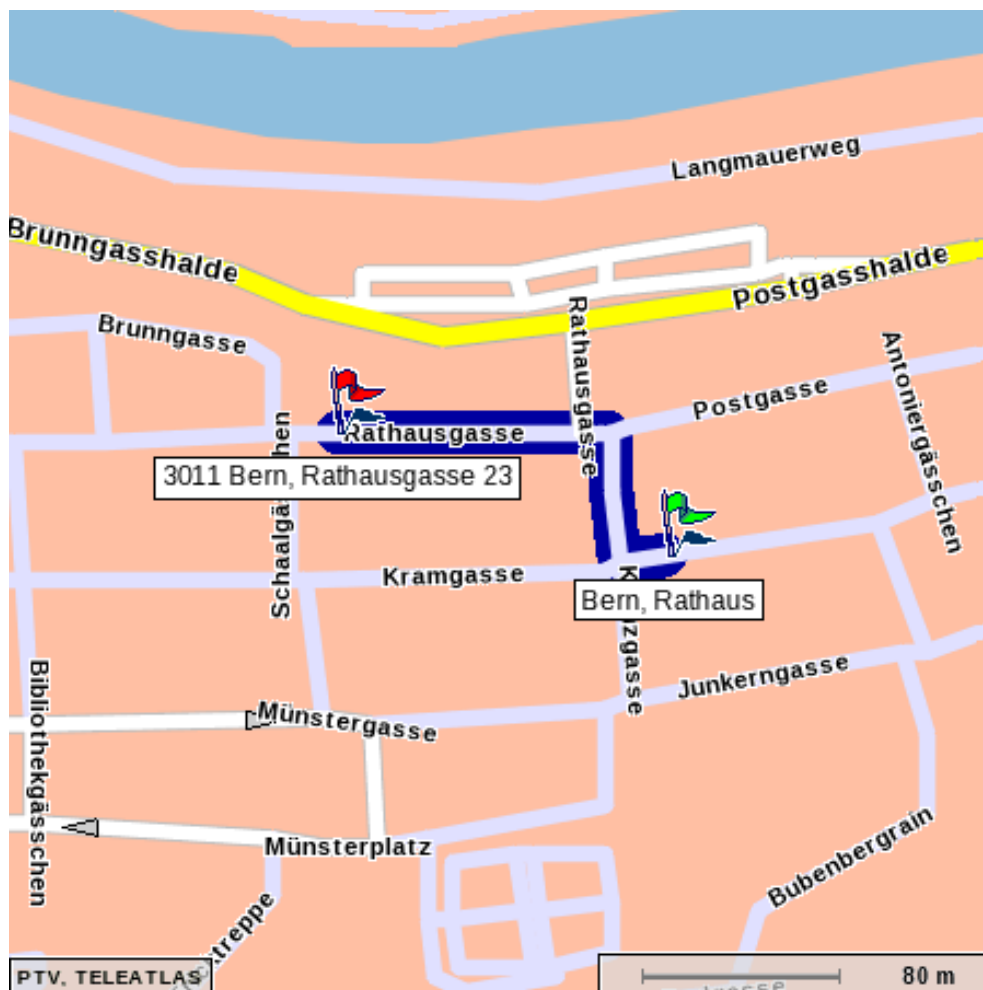 Langmauerweg
Brunngasshalde
Postgasshalde
Brunngasse
Rathausgasse
Antoniergässchen
Postgasse
Rathausgasse
3011 Bern, Rathausgasse 23
Kramgasse
Bern, Rathaus
Junkerngasse
Bibliothekgässchen
Münstergasse
Münsterplatz
Bubenbergrain
PTV, TELEATLAS
80 m